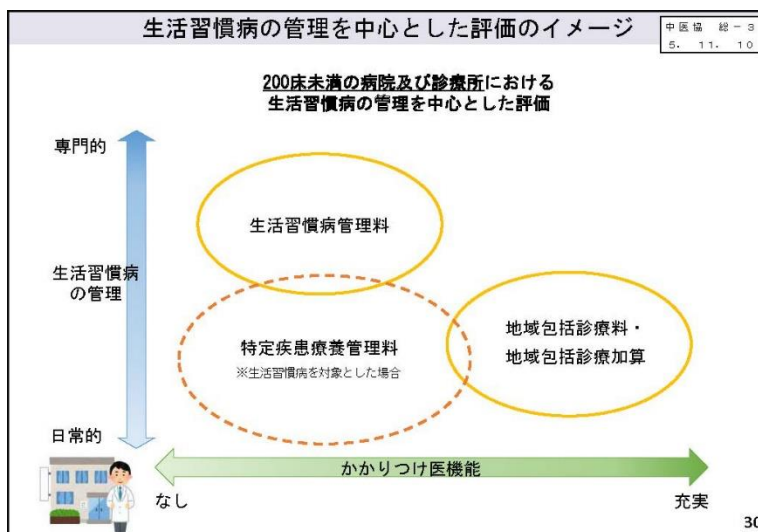 生活習慣病の管理を中心とした評価のイメージ
中医協 総－3
5．11．10
200床未満の病院及び診療所における
生活習慣病の管理を中心とした評価
専門的
生活習慣病管理料
生活習慣病
の管理
特定疾患療養管理料
※生活習慣病を対象とした場合
地域包括診療料・
地域包括診療加算
日常的
かかりつけ医機能
なし
充実
30